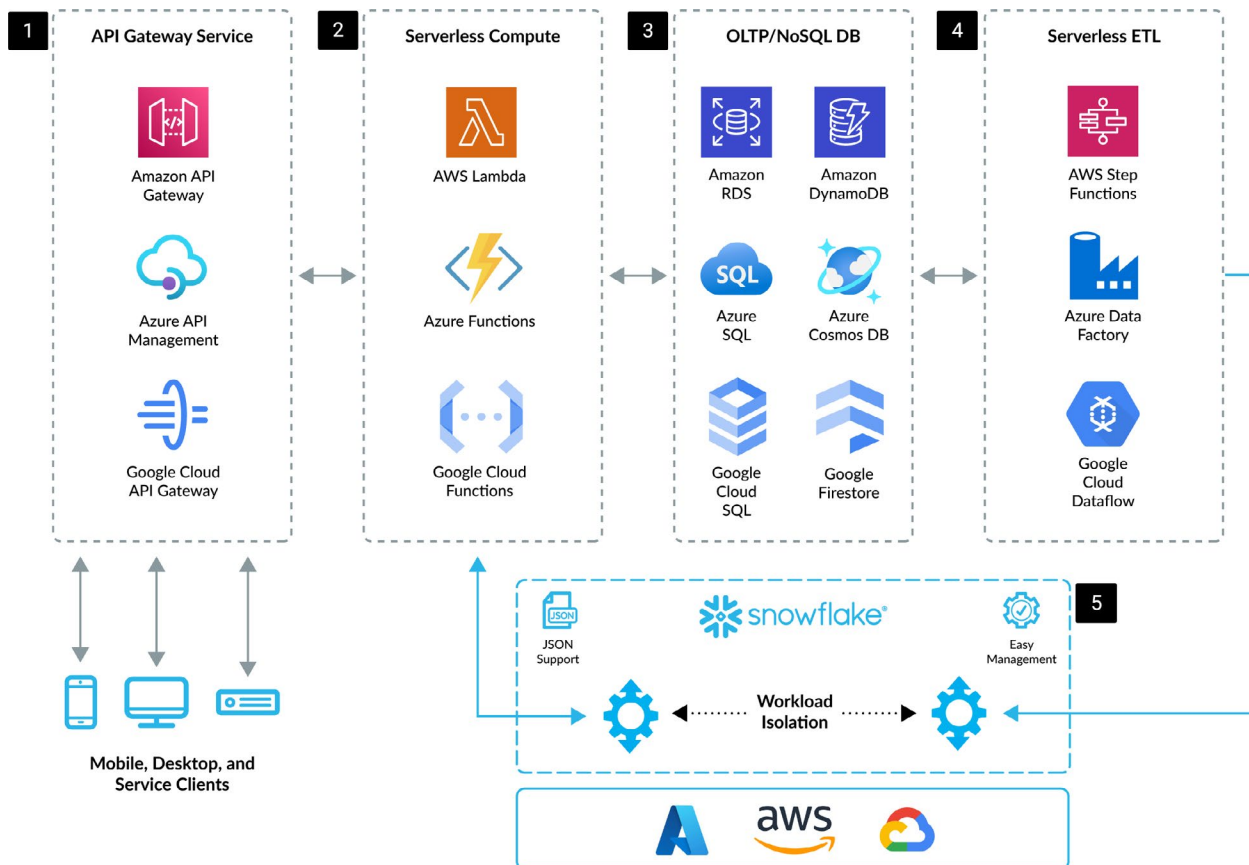 1
API Gateway Service
Amazon API
Gateway
Azure API
Management
Google Cloud
API Gateway
2
Serverless Compute
AWS Lambda
Azure Functions
Google Cloud
Functions
3
OLTP/NoSQL DB
Amazon
RDS
Amazon
DynamoDB
SQL
Azure
SQL
Azure
Cosmos DB
Google
Cloud
SQL
Google
Firestore
4
Serverless ETL
AWS Step
Functions
Azure Data
Factory
Google
Cloud
Dataflow
Mobile, Desktop, and
Service Clients
5
JSON
JSON
Support
snowflake®
Easy
Management
Workload
Isolation
aws